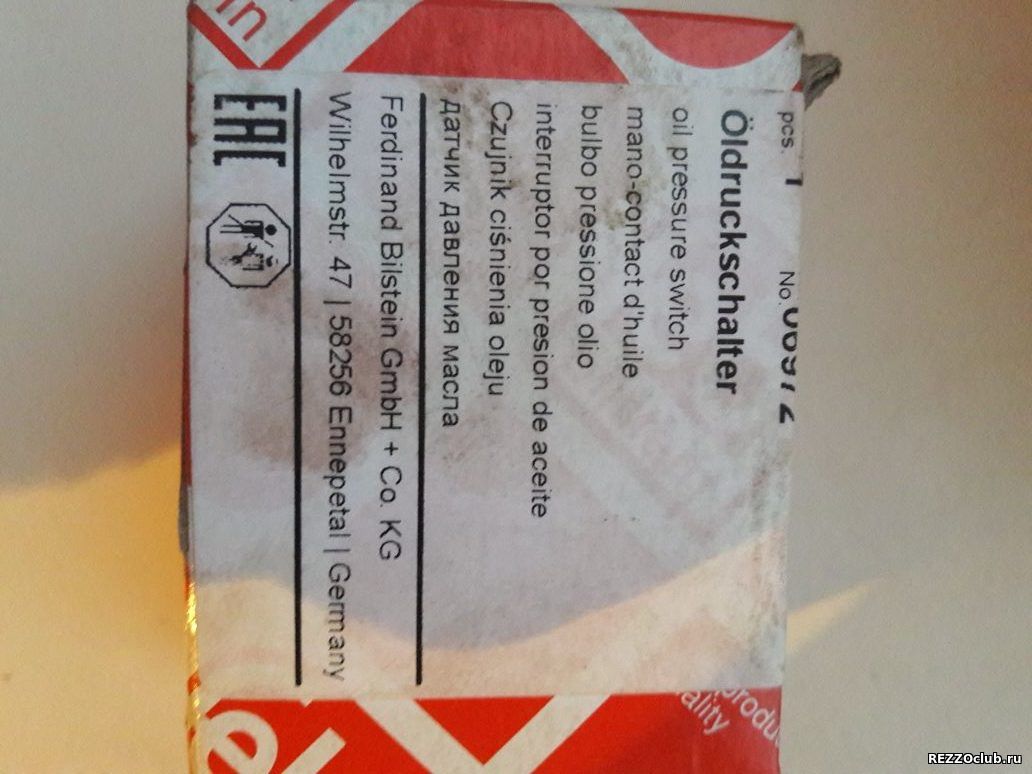 pcs. 1 No. 06972
Öldruckschalter
oil pressure switch
mano-contact d'huile
bulbo pressione olio
interruptor por presion de aceite
Czujnik ciśnienia oleju
датчик давления масла
Ferdinand Bilstein GmbH + Co. KG
Wilhelmstr. 47 | 58256 Ennepetal | Germany
EAC
REZZOclub.ru